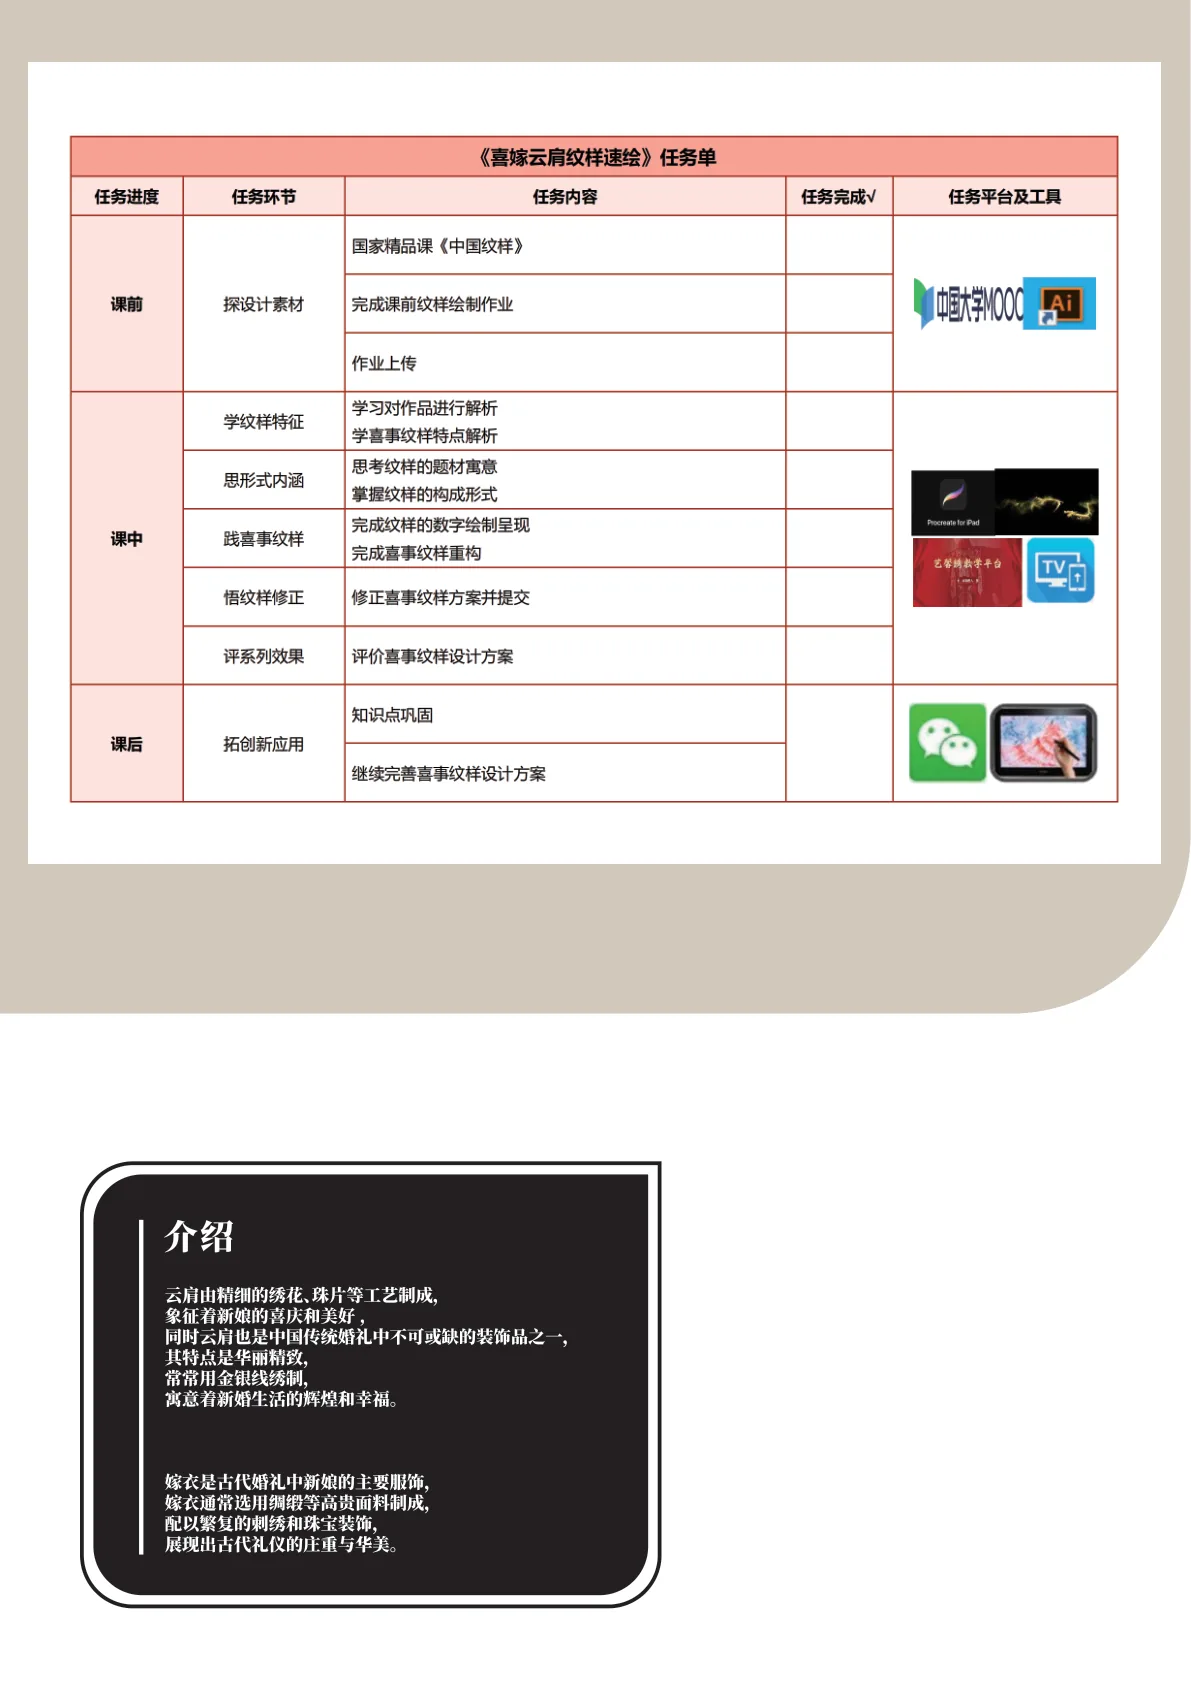 《喜嫁云肩纹样速绘》任务单
任务进度 任务环节 任务内容 任务完成√ 任务平台及工具
课前
探设计素材
国家精品课《中国纹样》
完成课前纹样绘制作业
作业上传
中国大学MOOC
Ai
课中
学纹样特征
学习对作品进行解析
学喜事纹样特点解析
思形式内涵
思考纹样的题材寓意
掌握纹样的构成形式
践喜事纹样
完成纹样的数字绘制呈现
完成喜事纹样重构
悟纹样修正
修正喜事纹样方案并提交
评系列效果
评价喜事纹样设计方案
Procreate for iPad
艺馨绣教学平台
TV
课后
拓创新应用
知识点巩固
继续完善喜事纹样设计方案
介绍
云肩由精细的绣花、珠片等工艺制成，
象征着新娘的喜庆和美好，
同时云肩也是中国传统婚礼中不可或缺的装饰品之一，
其特点是华丽精致，
常常用金银线绣制，
寓意着新婚生活的辉煌和幸福。
嫁衣是古代婚礼中新娘的主要服饰，
嫁衣通常选用绸缎等高贵面料制成，
配以繁复的刺绣和珠宝装饰，
展现出古代礼仪的庄重与华美。